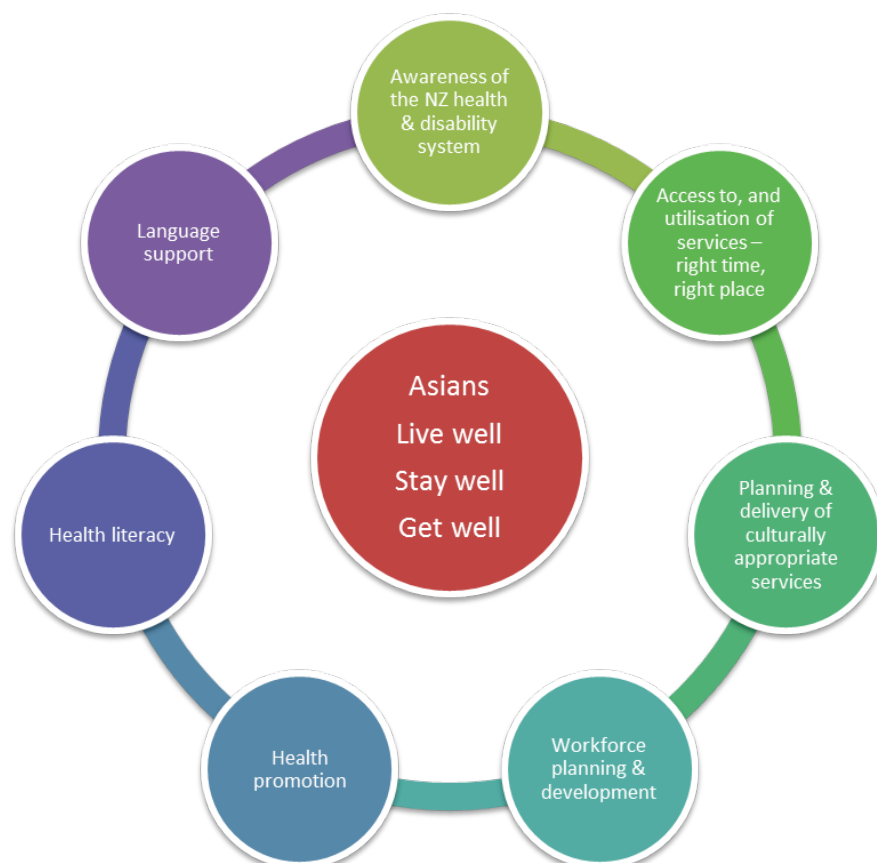 Awareness of
the NZ health
& disability
system
Access to, and
utilisation of
services –
right time,
right place
Planning &
delivery of
culturally
appropriate
services
Workforce
planning &
development
Health
promotion
Health literacy
Language
support
Asians
Live well
Stay well
Get well